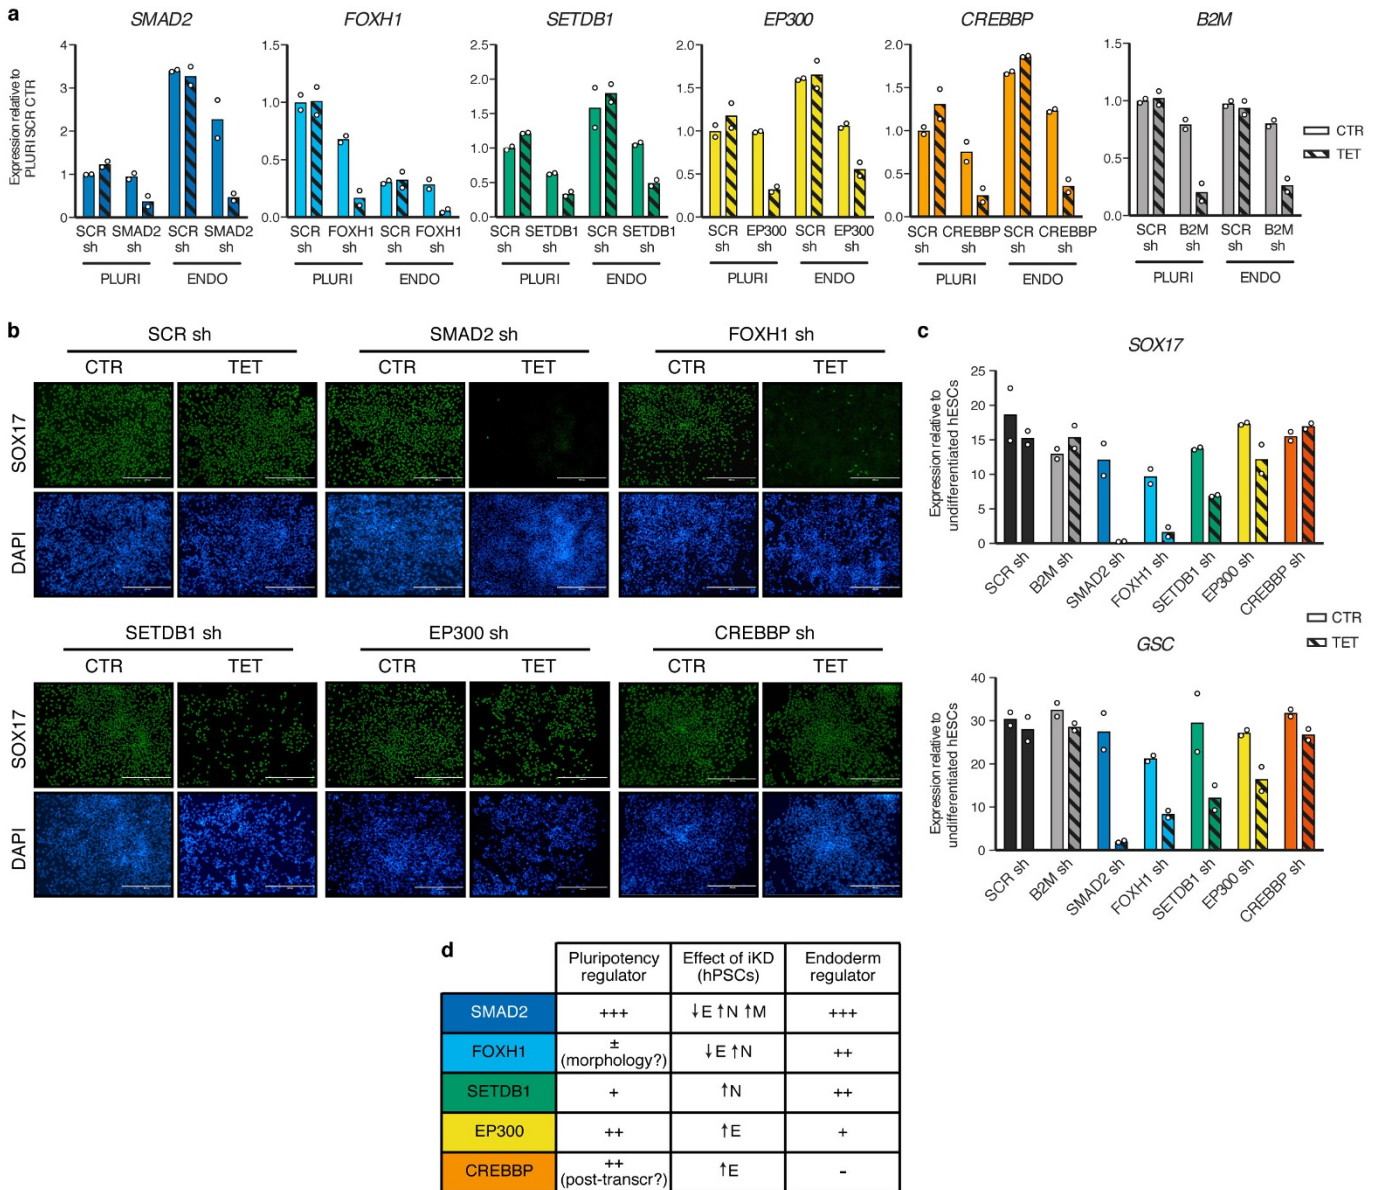 a
SMAD2 FOXH1 SETDB1 EP300 CREBBP B2M
Expression relative to
PLURI SCR CTR
4
3
2
1
0
1.5
1.0
0.5
0.0
2.5
2.0
1.5
1.0
0.5
0.0
2.0
1.5
1.0
0.5
0.0
2.0
1.5
1.0
0.5
0.0
1.5
1.0
0.5
0.0
CTR
TET
SCR SMAD2 SCR SMAD2
sh sh sh sh
PLURI ENDO
SCR FOXH1 SCR FOXH1
sh sh sh sh
PLURI ENDO
SCR SETDB1 SCR SETDB1
sh sh sh sh
PLURI ENDO
SCR EP300 SCR EP300
sh sh sh sh
PLURI ENDO
SCR CREBBP SCR CREBBP
sh sh sh sh
PLURI ENDO
SCR B2M SCR B2M
sh sh sh sh
PLURI ENDO
b
SCR sh SMAD2 sh FOXH1 sh
CTR TET CTR TET CTR TET
SOX17
DAPI
SETDB1 sh EP300 sh CREBBP sh
CTR TET CTR TET CTR TET
SOX17
DAPI
c
SOX17
Expression relative to
undifferentiated hESCs
25
20
15
10
5
0
SCR sh B2M sh SMAD2 sh FOXH1 sh SETDB1 sh EP300 sh CREBBP sh
CTR
TET
GSC
Expression relative to
undifferentiated hESCs
40
30
20
10
0
SCR sh B2M sh SMAD2 sh FOXH1 sh SETDB1 sh EP300 sh CREBBP sh
d
Pluripotency Effect of iKD Endoderm
regulator (hPSCs) regulator
SMAD2 +++ ↓E ↑N ↑M +++
FOXH1 ± (morphology?) ↓E ↑N ++
SETDB1 + ↑N ++
EP300 ++ ↑E +
CREBBP ++ (post-transcr?) ↑E -